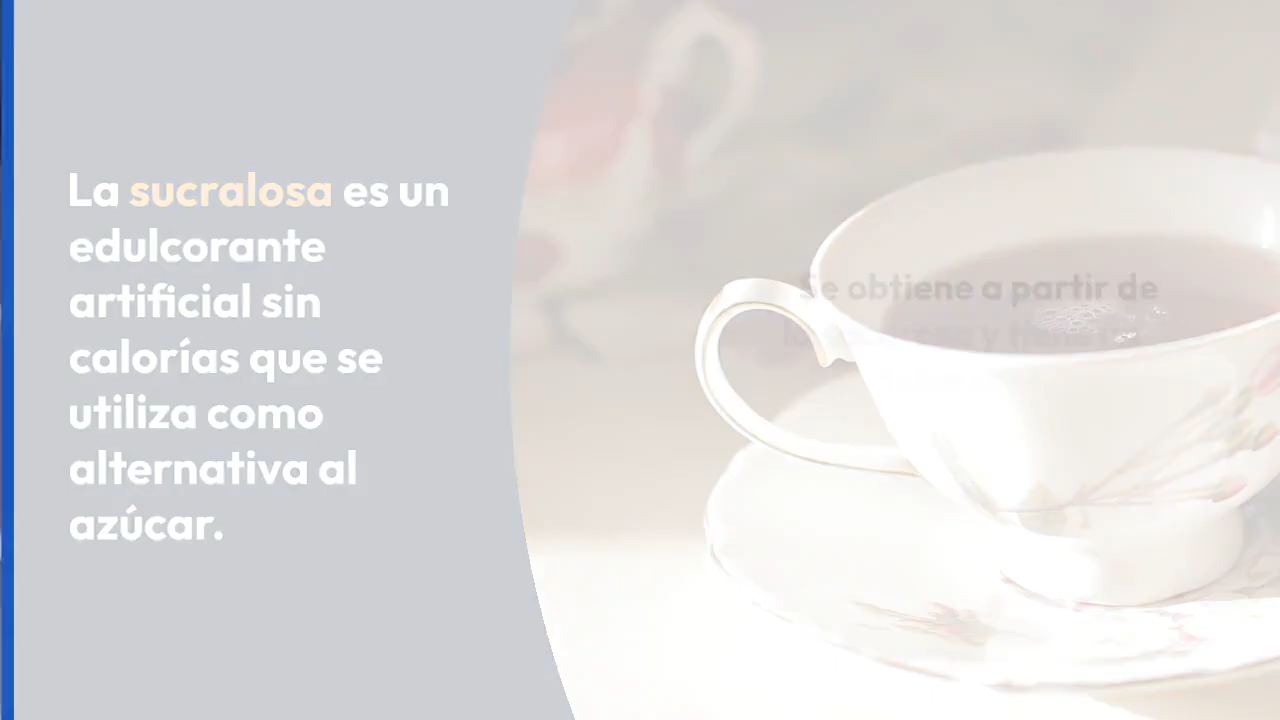 La sucralosa es un
edulcorante
artificial sin
calorías que se
utiliza como
alternativa al
azúcar.
Se obtiene a partir de
y